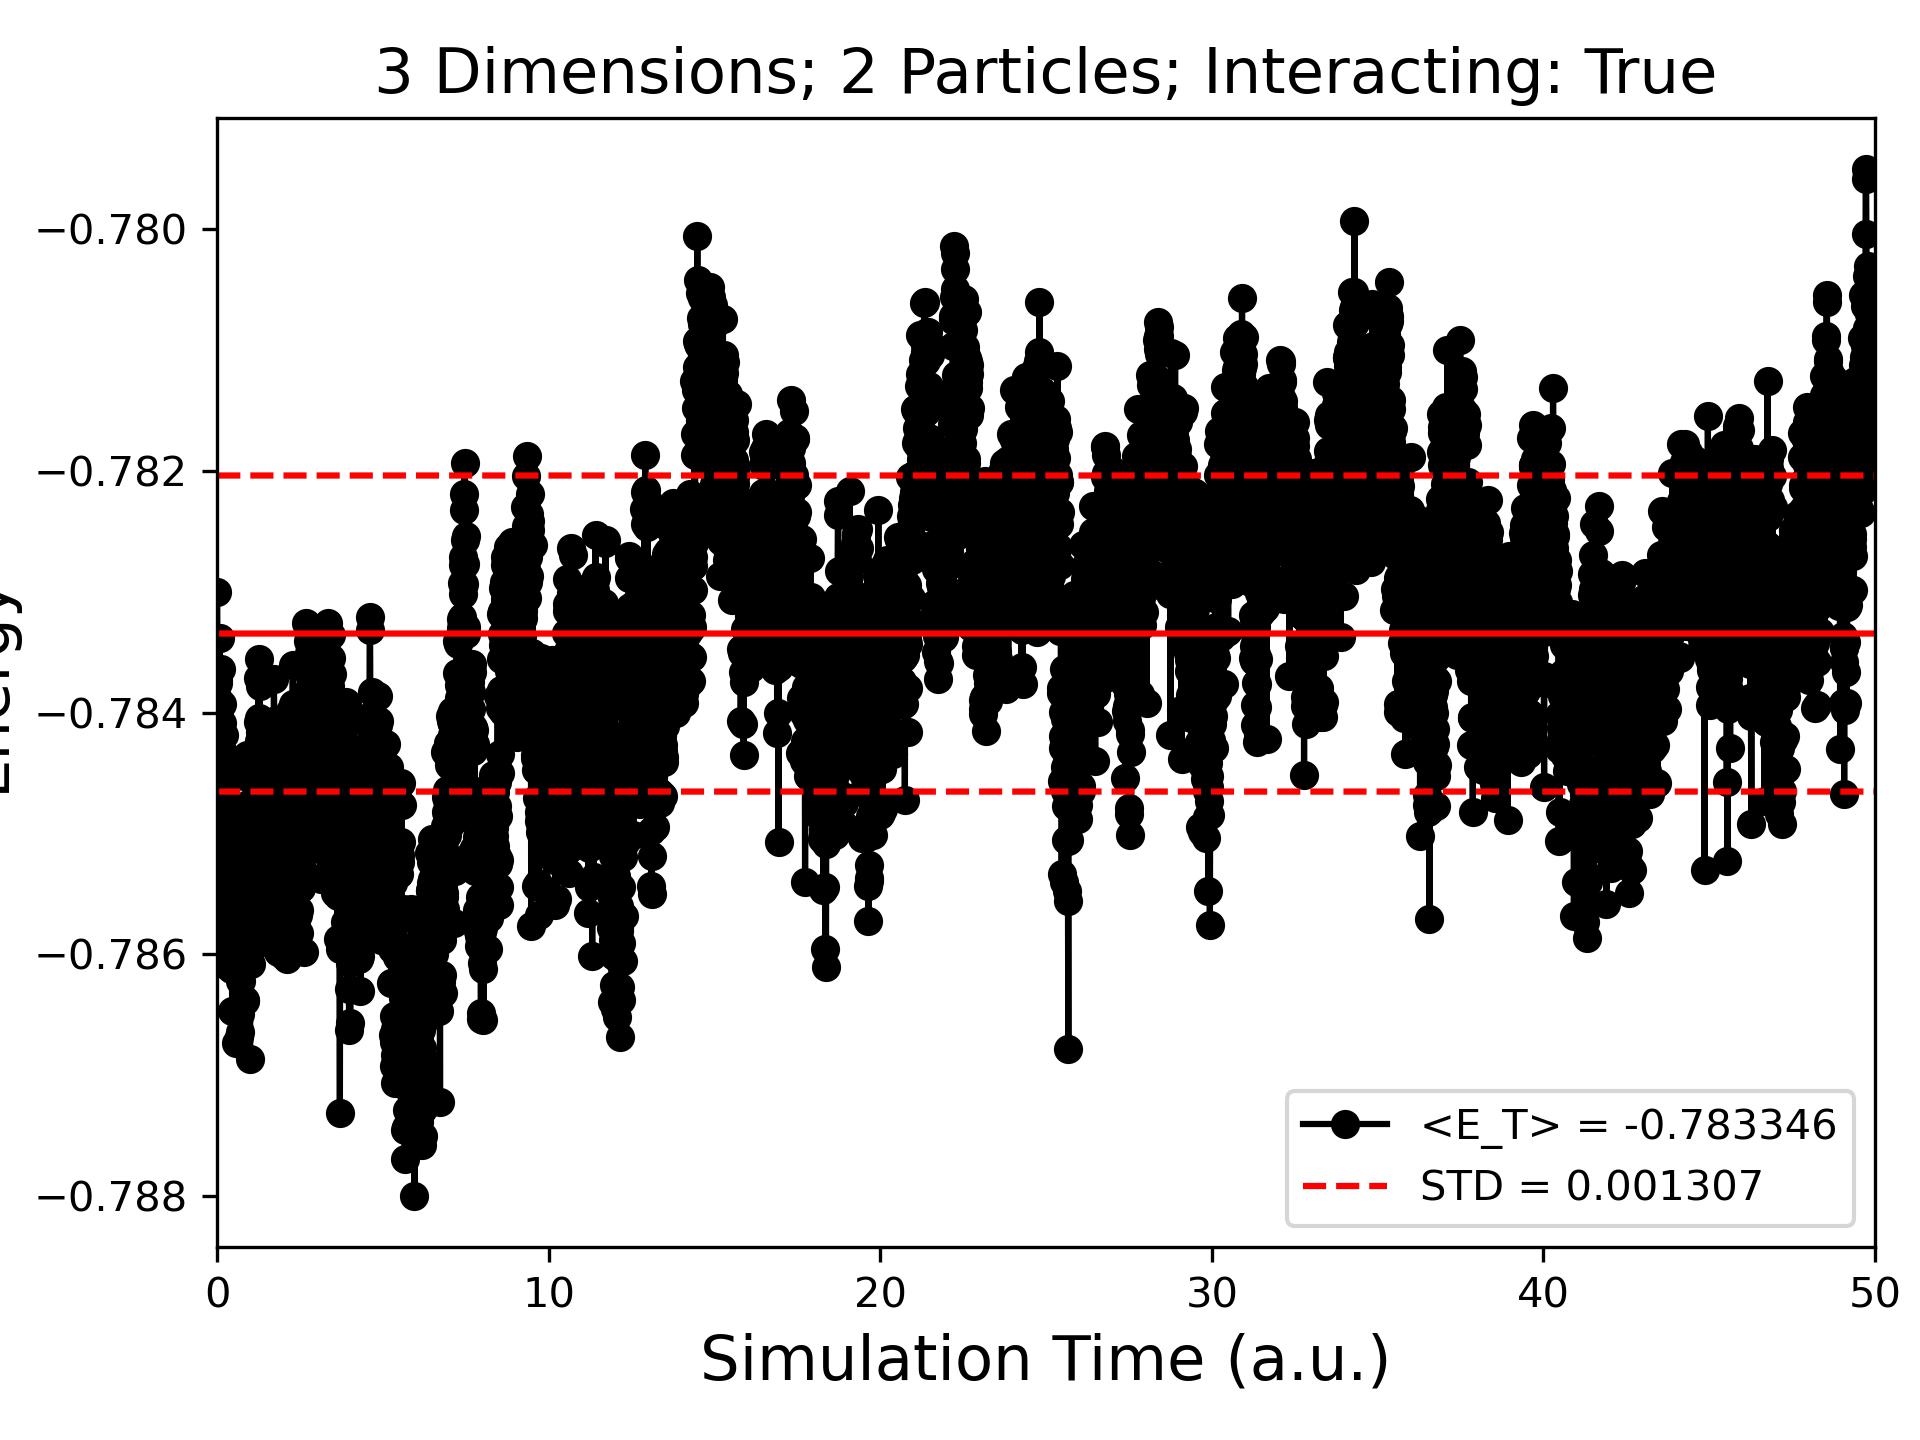 3 Dimensions; 2 Particles; Interacting: True
−0.780
−0.782
−0.784
−0.786
−0.788
<E_T> = -0.783346
STD = 0.001307
0 10 20 30 40 50
Simulation Time (a.u.)